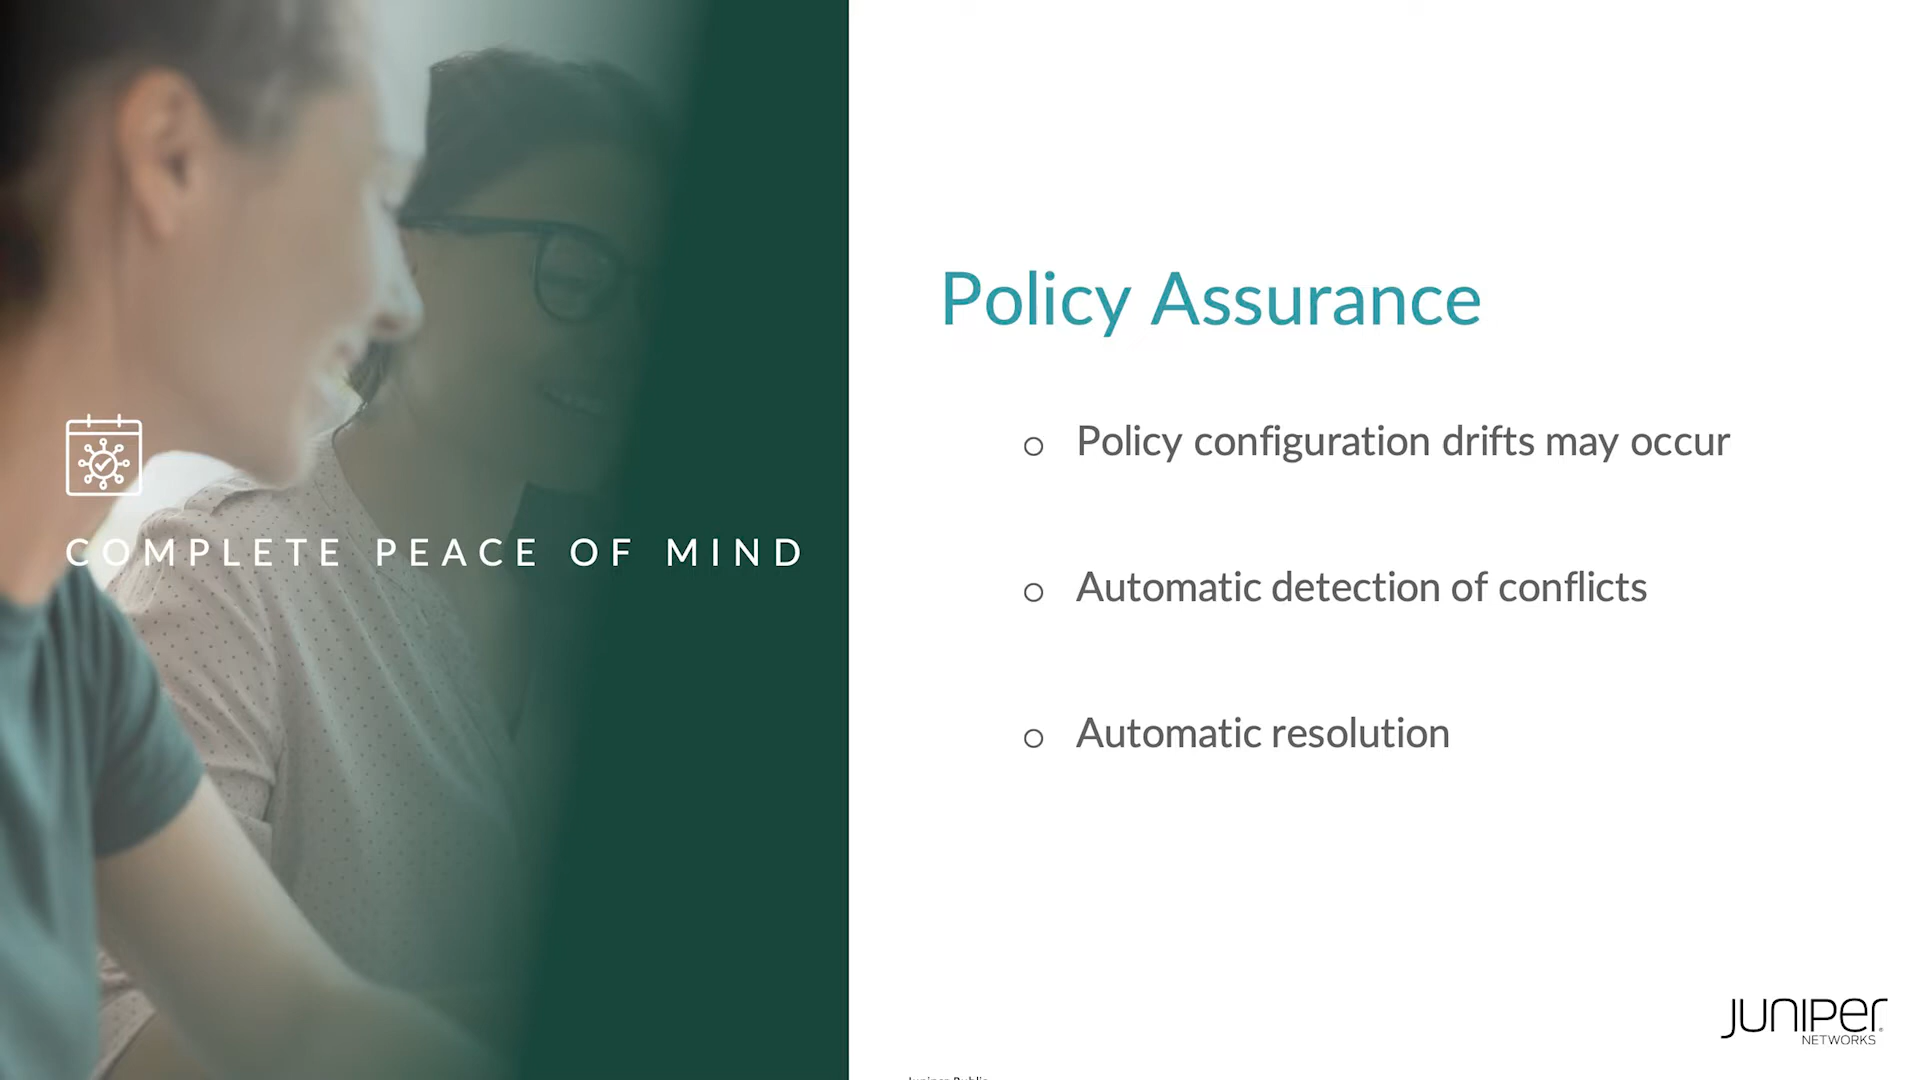 COMPLETE PEACE OF MIND
Policy Assurance
Policy configuration drifts may occur
Automatic detection of conflicts
Automatic resolution
JUNIPER
NETWORKS